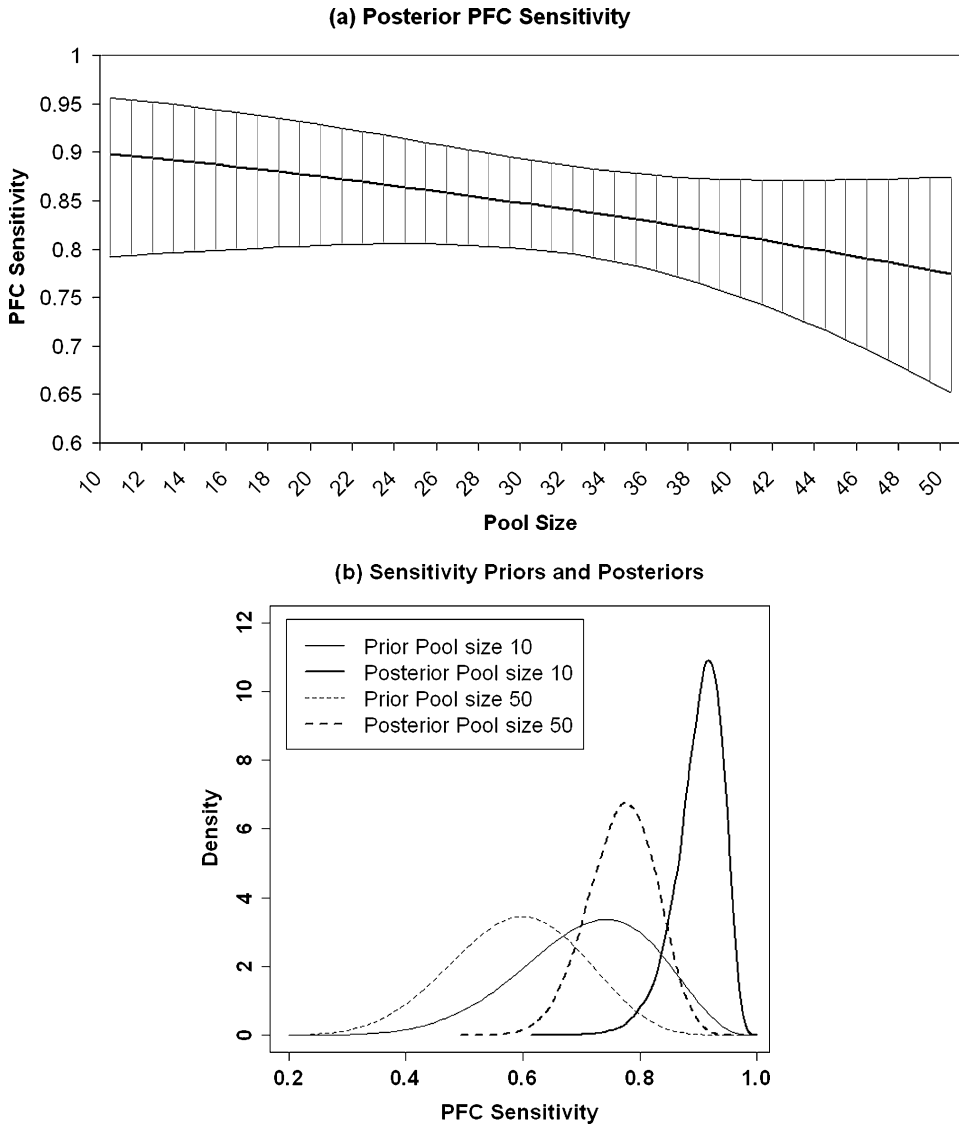 (a) Posterior PFC Sensitivity
1
0.95
0.9
0.85
0.8
0.75
0.7
0.65
0.6
PFC Sensitivity
10 12 14 16 18 20 22 24 26 28 30 32 34 36 38 40 42 44 46 48 50
Pool Size
(b) Sensitivity Priors and Posteriors
Prior Pool size 10
Posterior Pool size 10
Prior Pool size 50
Posterior Pool size 50
12
10
8
6
4
2
0
Density
0.2 0.4 0.6 0.8 1.0
PFC Sensitivity